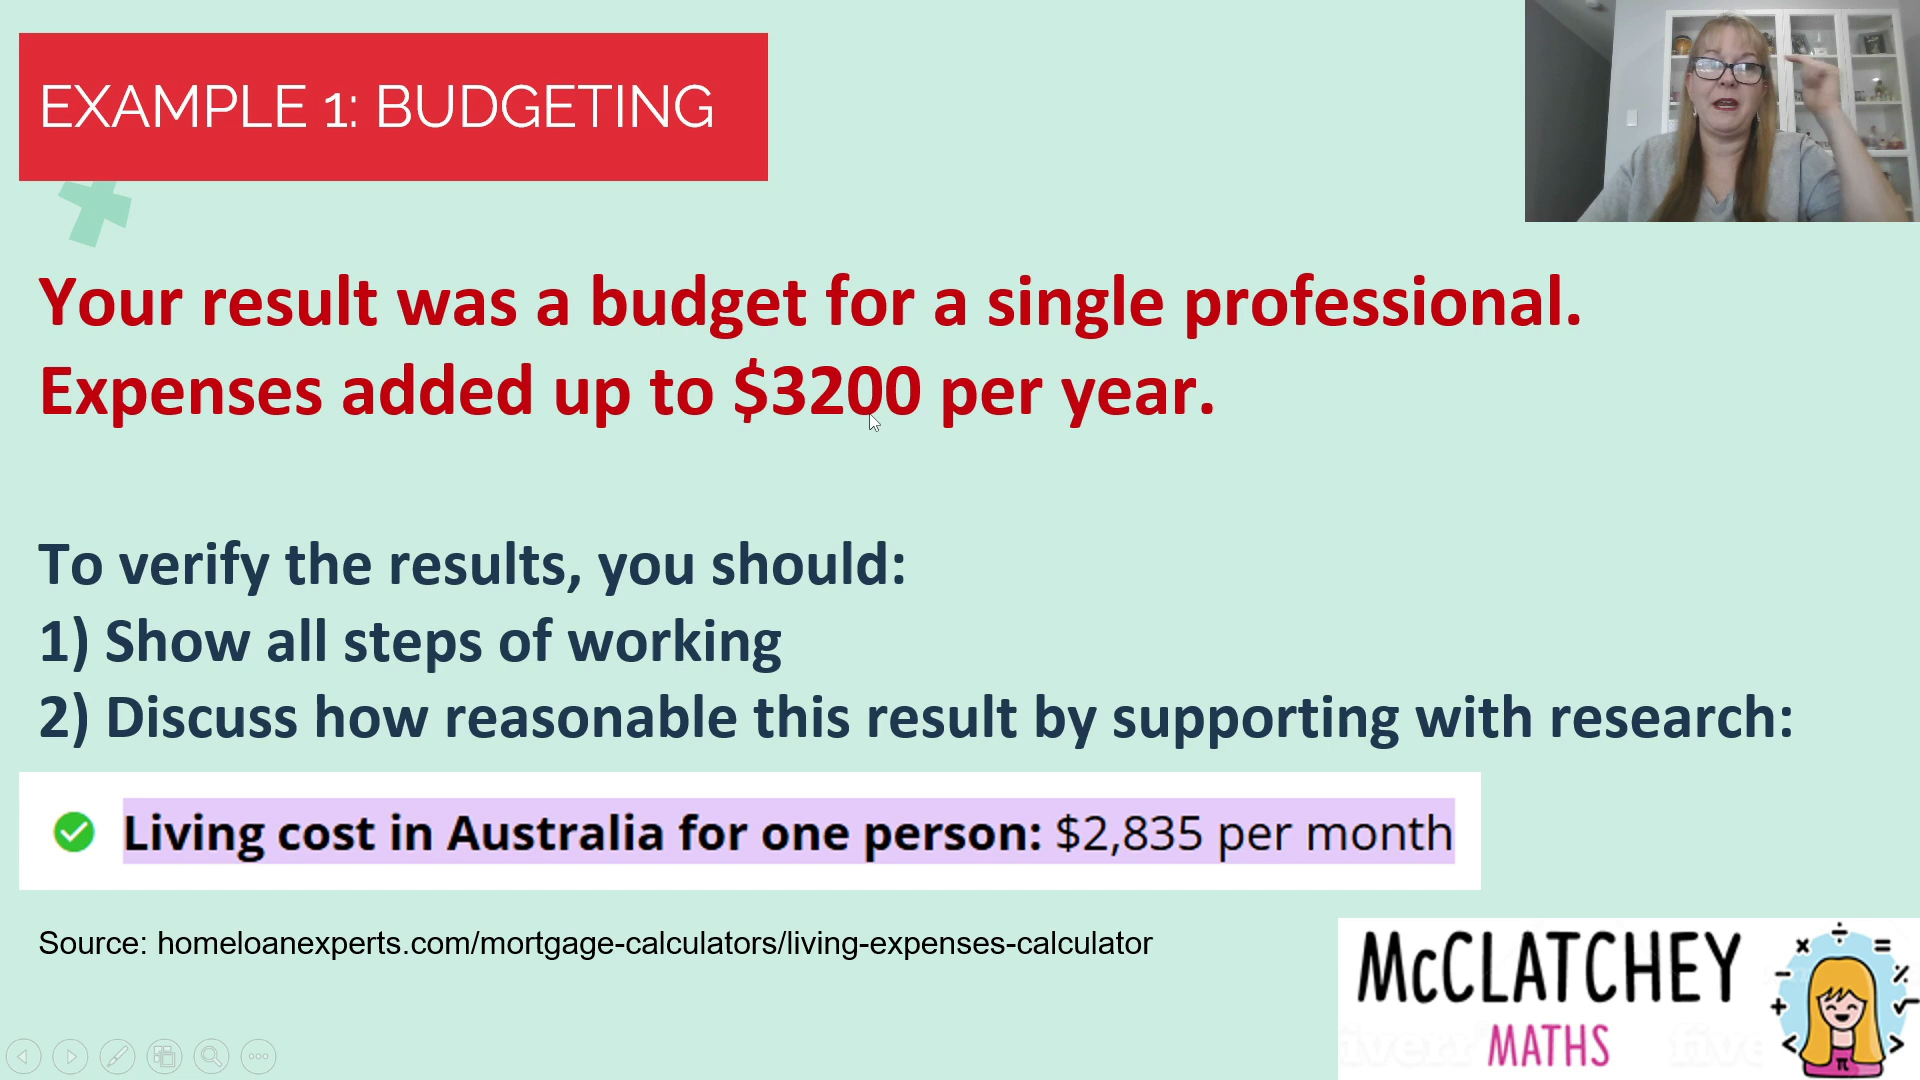 EXAMPLE 1: BUDGETING
Your result was a budget for a single professional.
Expenses added up to $3200 per year.
To verify the results, you should:
1) Show all steps of working
2) Discuss how reasonable this result by supporting with research:
Living cost in Australia for one person: $2,835 per month
Source: homeloanexperts.com/mortgage-calculators/living-expenses-calculator
McCLATCHEY
MATHS